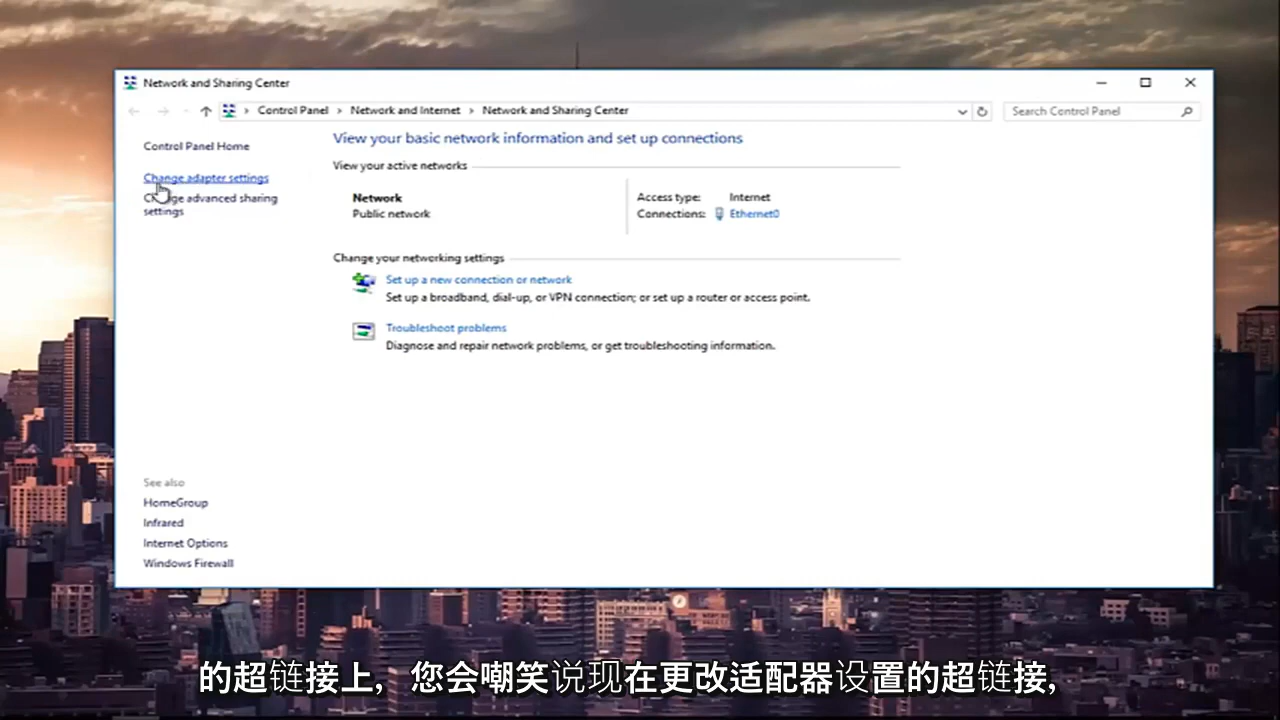 Network and Sharing Center
Control Panel > Network and Internet > Network and Sharing Center
Search Control Panel
Control Panel Home
Change adapter settings
Change advanced sharing
settings
View your basic network information and set up connections
View your active networks
Network
Public network
Access type: Internet
Connections: Ethernet0
Change your networking settings
Set up a new connection or network
Set up a broadband, dial-up, or VPN connection; or set up a router or access point.
Troubleshoot problems
Diagnose and repair network problems, or get troubleshooting information.
See also
HomeGroup
Infrared
Internet Options
Windows Firewall
的超链接上，您会嘲笑说现在更改适配器设置的超链接，